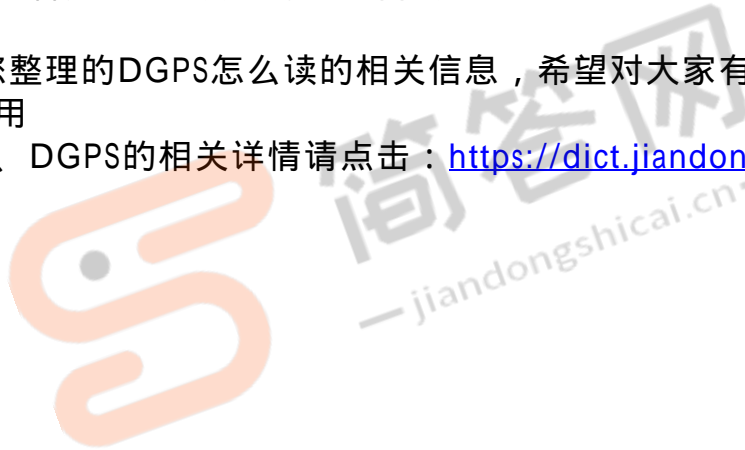 您整理的DGPS怎么读的相关信息，希望对大家有
用
、DGPS的相关详情请点击：https://dict.jiandon
简答网
— jiandongshicai.cn